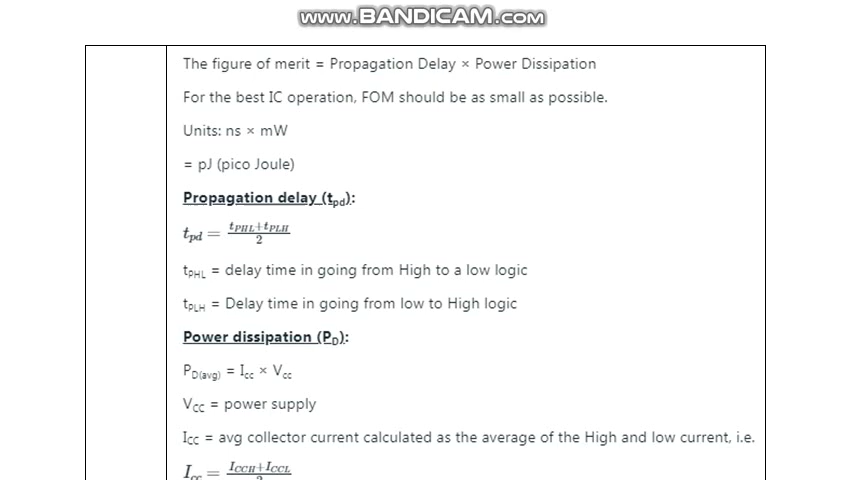 www.BANDICAM.com
The figure of merit = Propagation Delay × Power Dissipation
For the best IC operation, FOM should be as small as possible.
Units: ns × mW
= pJ (pico Joule)
Propagation delay (tpd):
tpd = (tPHL+tPLH)/2
tPHL = delay time in going from High to a low logic
tPLH = Delay time in going from low to High logic
Power dissipation (PD):
PD(avg) = Icc × Vcc
VCC = power supply
ICC = avg collector current calculated as the average of the High and low current, i.e.
Icc = (ICCH+ICCL)/2